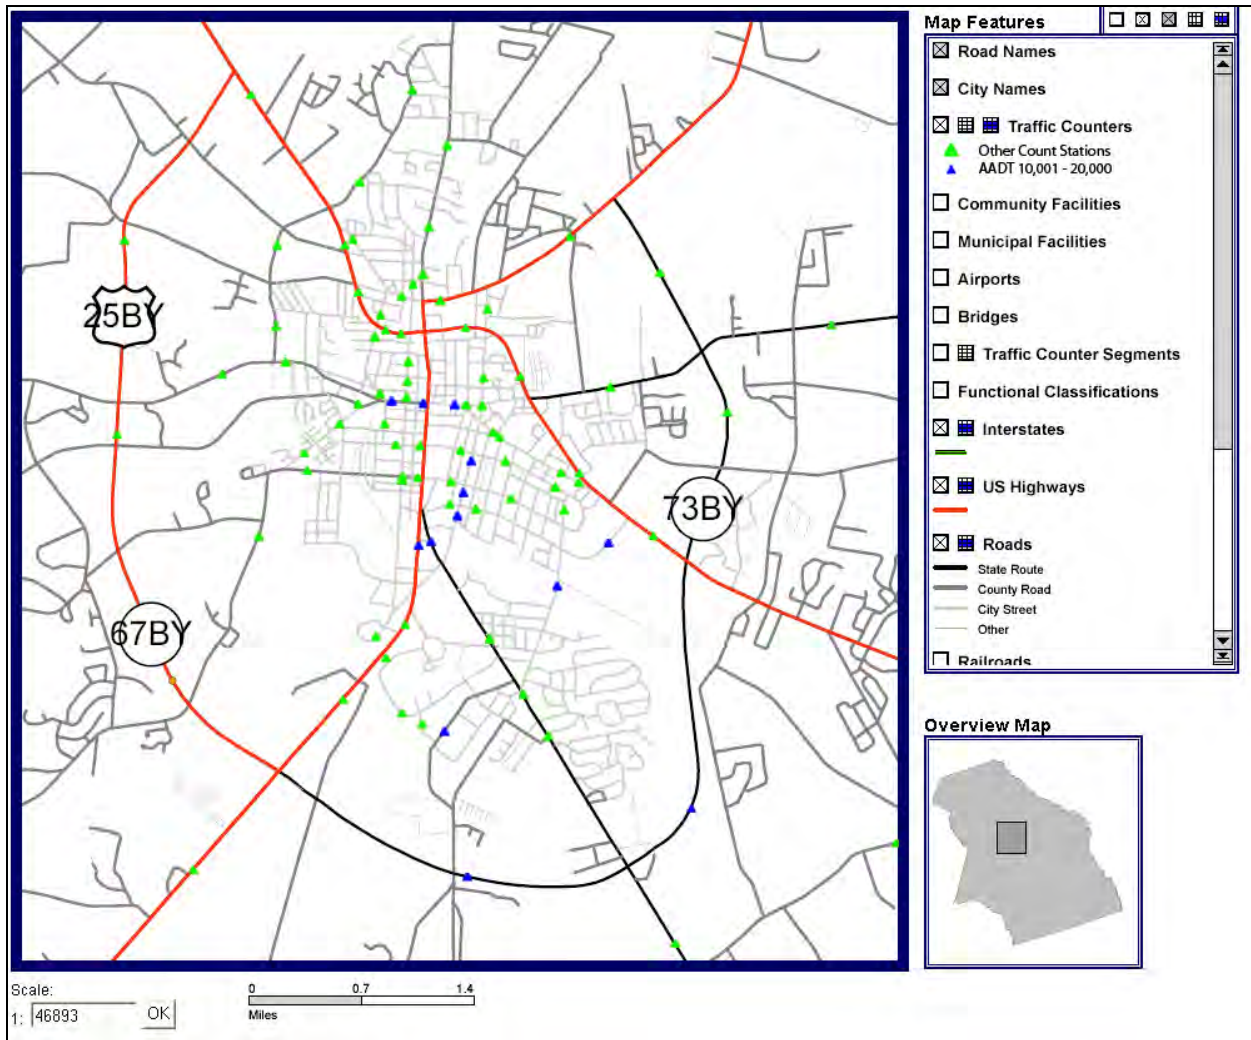 Map Features
Road Names
City Names
Traffic Counters
Other Count Stations
AADT 10,001 - 20,000
Community Facilities
Municipal Facilities
Airports
Bridges
Traffic Counter Segments
Functional Classifications
Interstates
US Highways
Roads
State Route
County Road
City Street
Other
Railroads
25BY
73BY
67BY
Overview Map
Scale:
1: 46893 OK
0 0.7 1.4
Miles